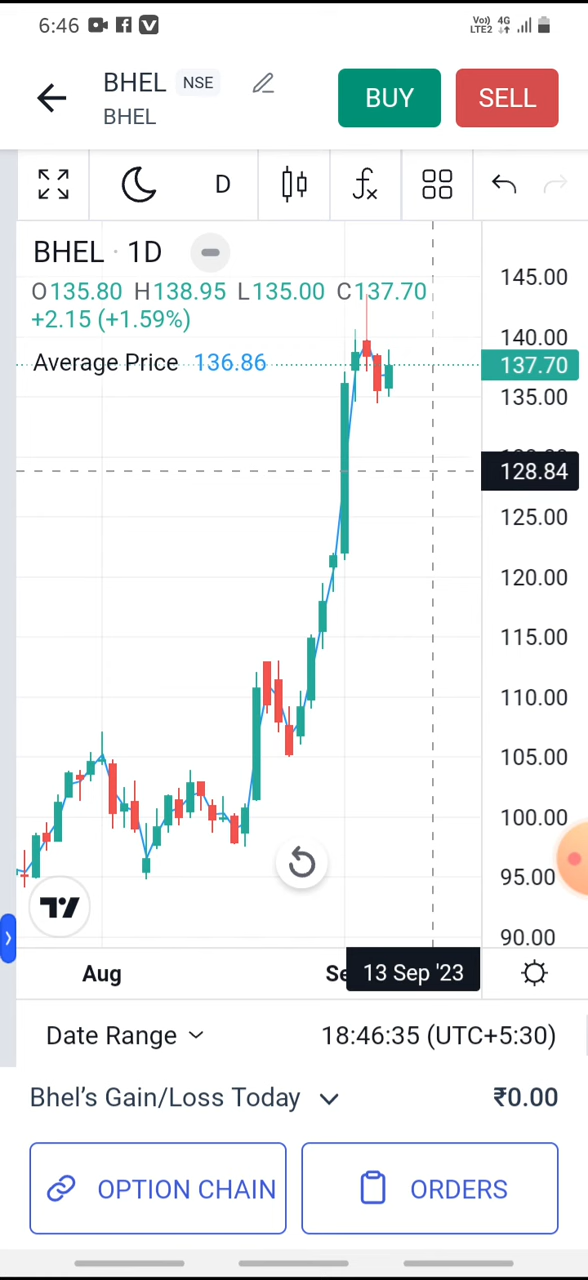 6:46
Vo)) 4G
LTE2
BHEL NSE
BHEL
BUY
SELL
D
BHEL · 1D
O135.80 H138.95 L135.00 C137.70
+2.15 (+1.59%)
Average Price 136.86
145.00
140.00
137.70
135.00
128.84
125.00
120.00
115.00
110.00
105.00
100.00
95.00
90.00
Aug
13 Sep '23
Date Range
18:46:35 (UTC+5:30)
Bhel's Gain/Loss Today
₹0.00
OPTION CHAIN
ORDERS